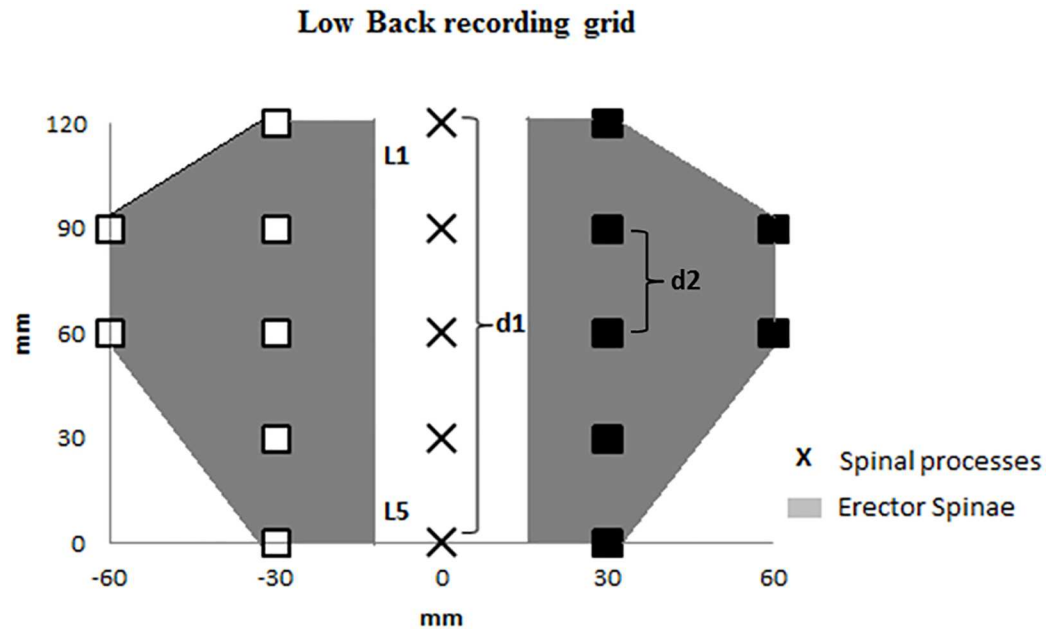 Low Back recording grid
120
L1
90
d2
mm
60
d1
30
X Spinal processes
L5
Erector Spinae
0
-60 -30 0 30 60
mm